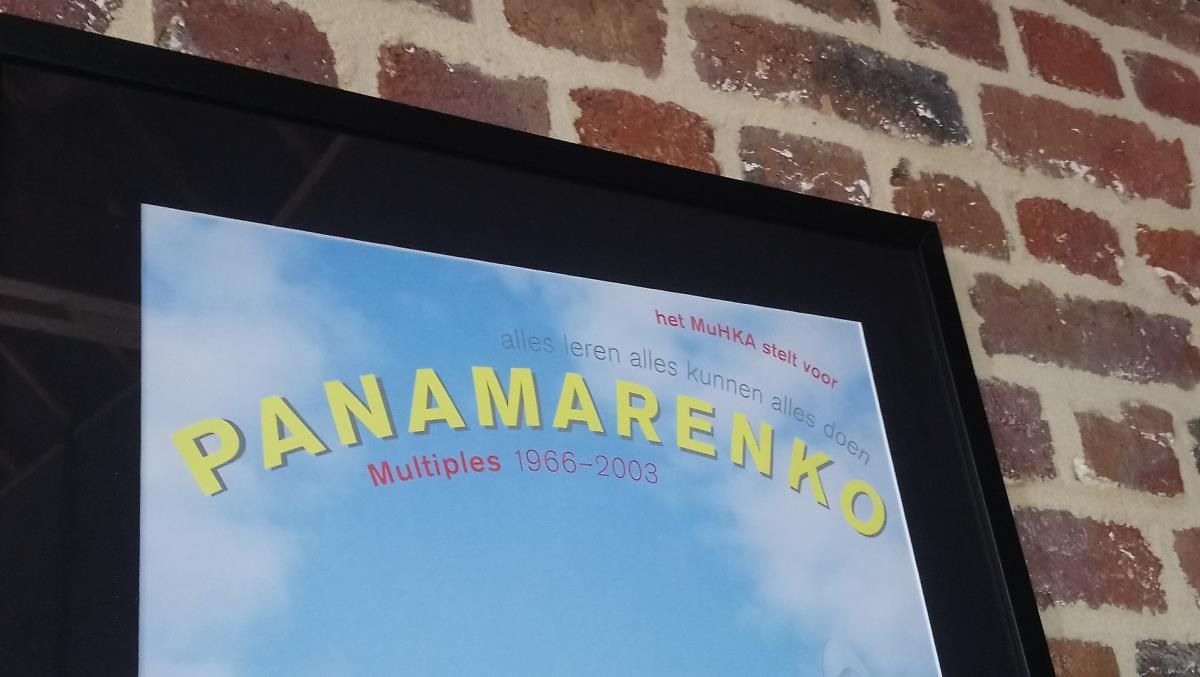 het MuHKA stelt voor
alles leren alles kunnen alles doen
PANAMARENKO
Multiples 1966–2003